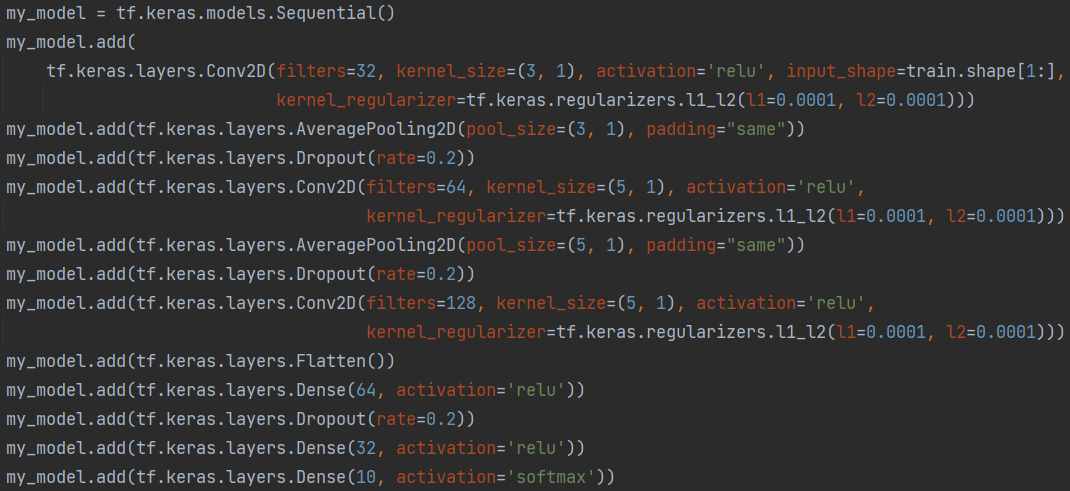 my_model = tf.keras.models.Sequential()
my_model.add(
    tf.keras.layers.Conv2D(filters=32, kernel_size=(3, 1), activation='relu', input_shape=train.shape[1:],
                           kernel_regularizer=tf.keras.regularizers.l1_l2(l1=0.0001, l2=0.0001)))
my_model.add(tf.keras.layers.AveragePooling2D(pool_size=(3, 1), padding="same"))
my_model.add(tf.keras.layers.Dropout(rate=0.2))
my_model.add(tf.keras.layers.Conv2D(filters=64, kernel_size=(5, 1), activation='relu',
                                    kernel_regularizer=tf.keras.regularizers.l1_l2(l1=0.0001, l2=0.0001)))
my_model.add(tf.keras.layers.AveragePooling2D(pool_size=(5, 1), padding="same"))
my_model.add(tf.keras.layers.Dropout(rate=0.2))
my_model.add(tf.keras.layers.Conv2D(filters=128, kernel_size=(5, 1), activation='relu',
                                    kernel_regularizer=tf.keras.regularizers.l1_l2(l1=0.0001, l2=0.0001)))
my_model.add(tf.keras.layers.Flatten())
my_model.add(tf.keras.layers.Dense(64, activation='relu'))
my_model.add(tf.keras.layers.Dropout(rate=0.2))
my_model.add(tf.keras.layers.Dense(32, activation='relu'))
my_model.add(tf.keras.layers.Dense(10, activation='softmax'))